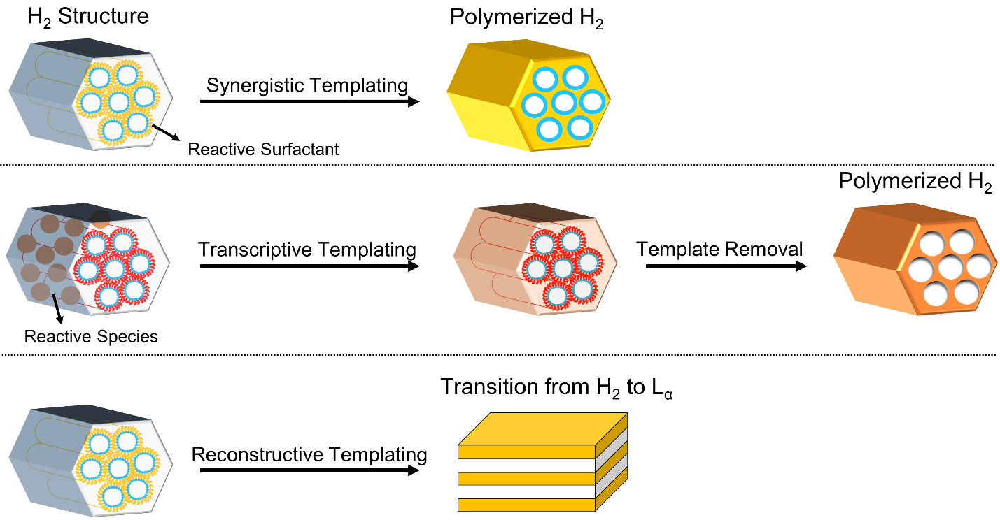 H₂ Structure
Polymerized H₂
Synergistic Templating
Reactive Surfactant
Polymerized H₂
Transcriptive Templating
Template Removal
Reactive Species
Transition from H₂ to Lα
Reconstructive Templating